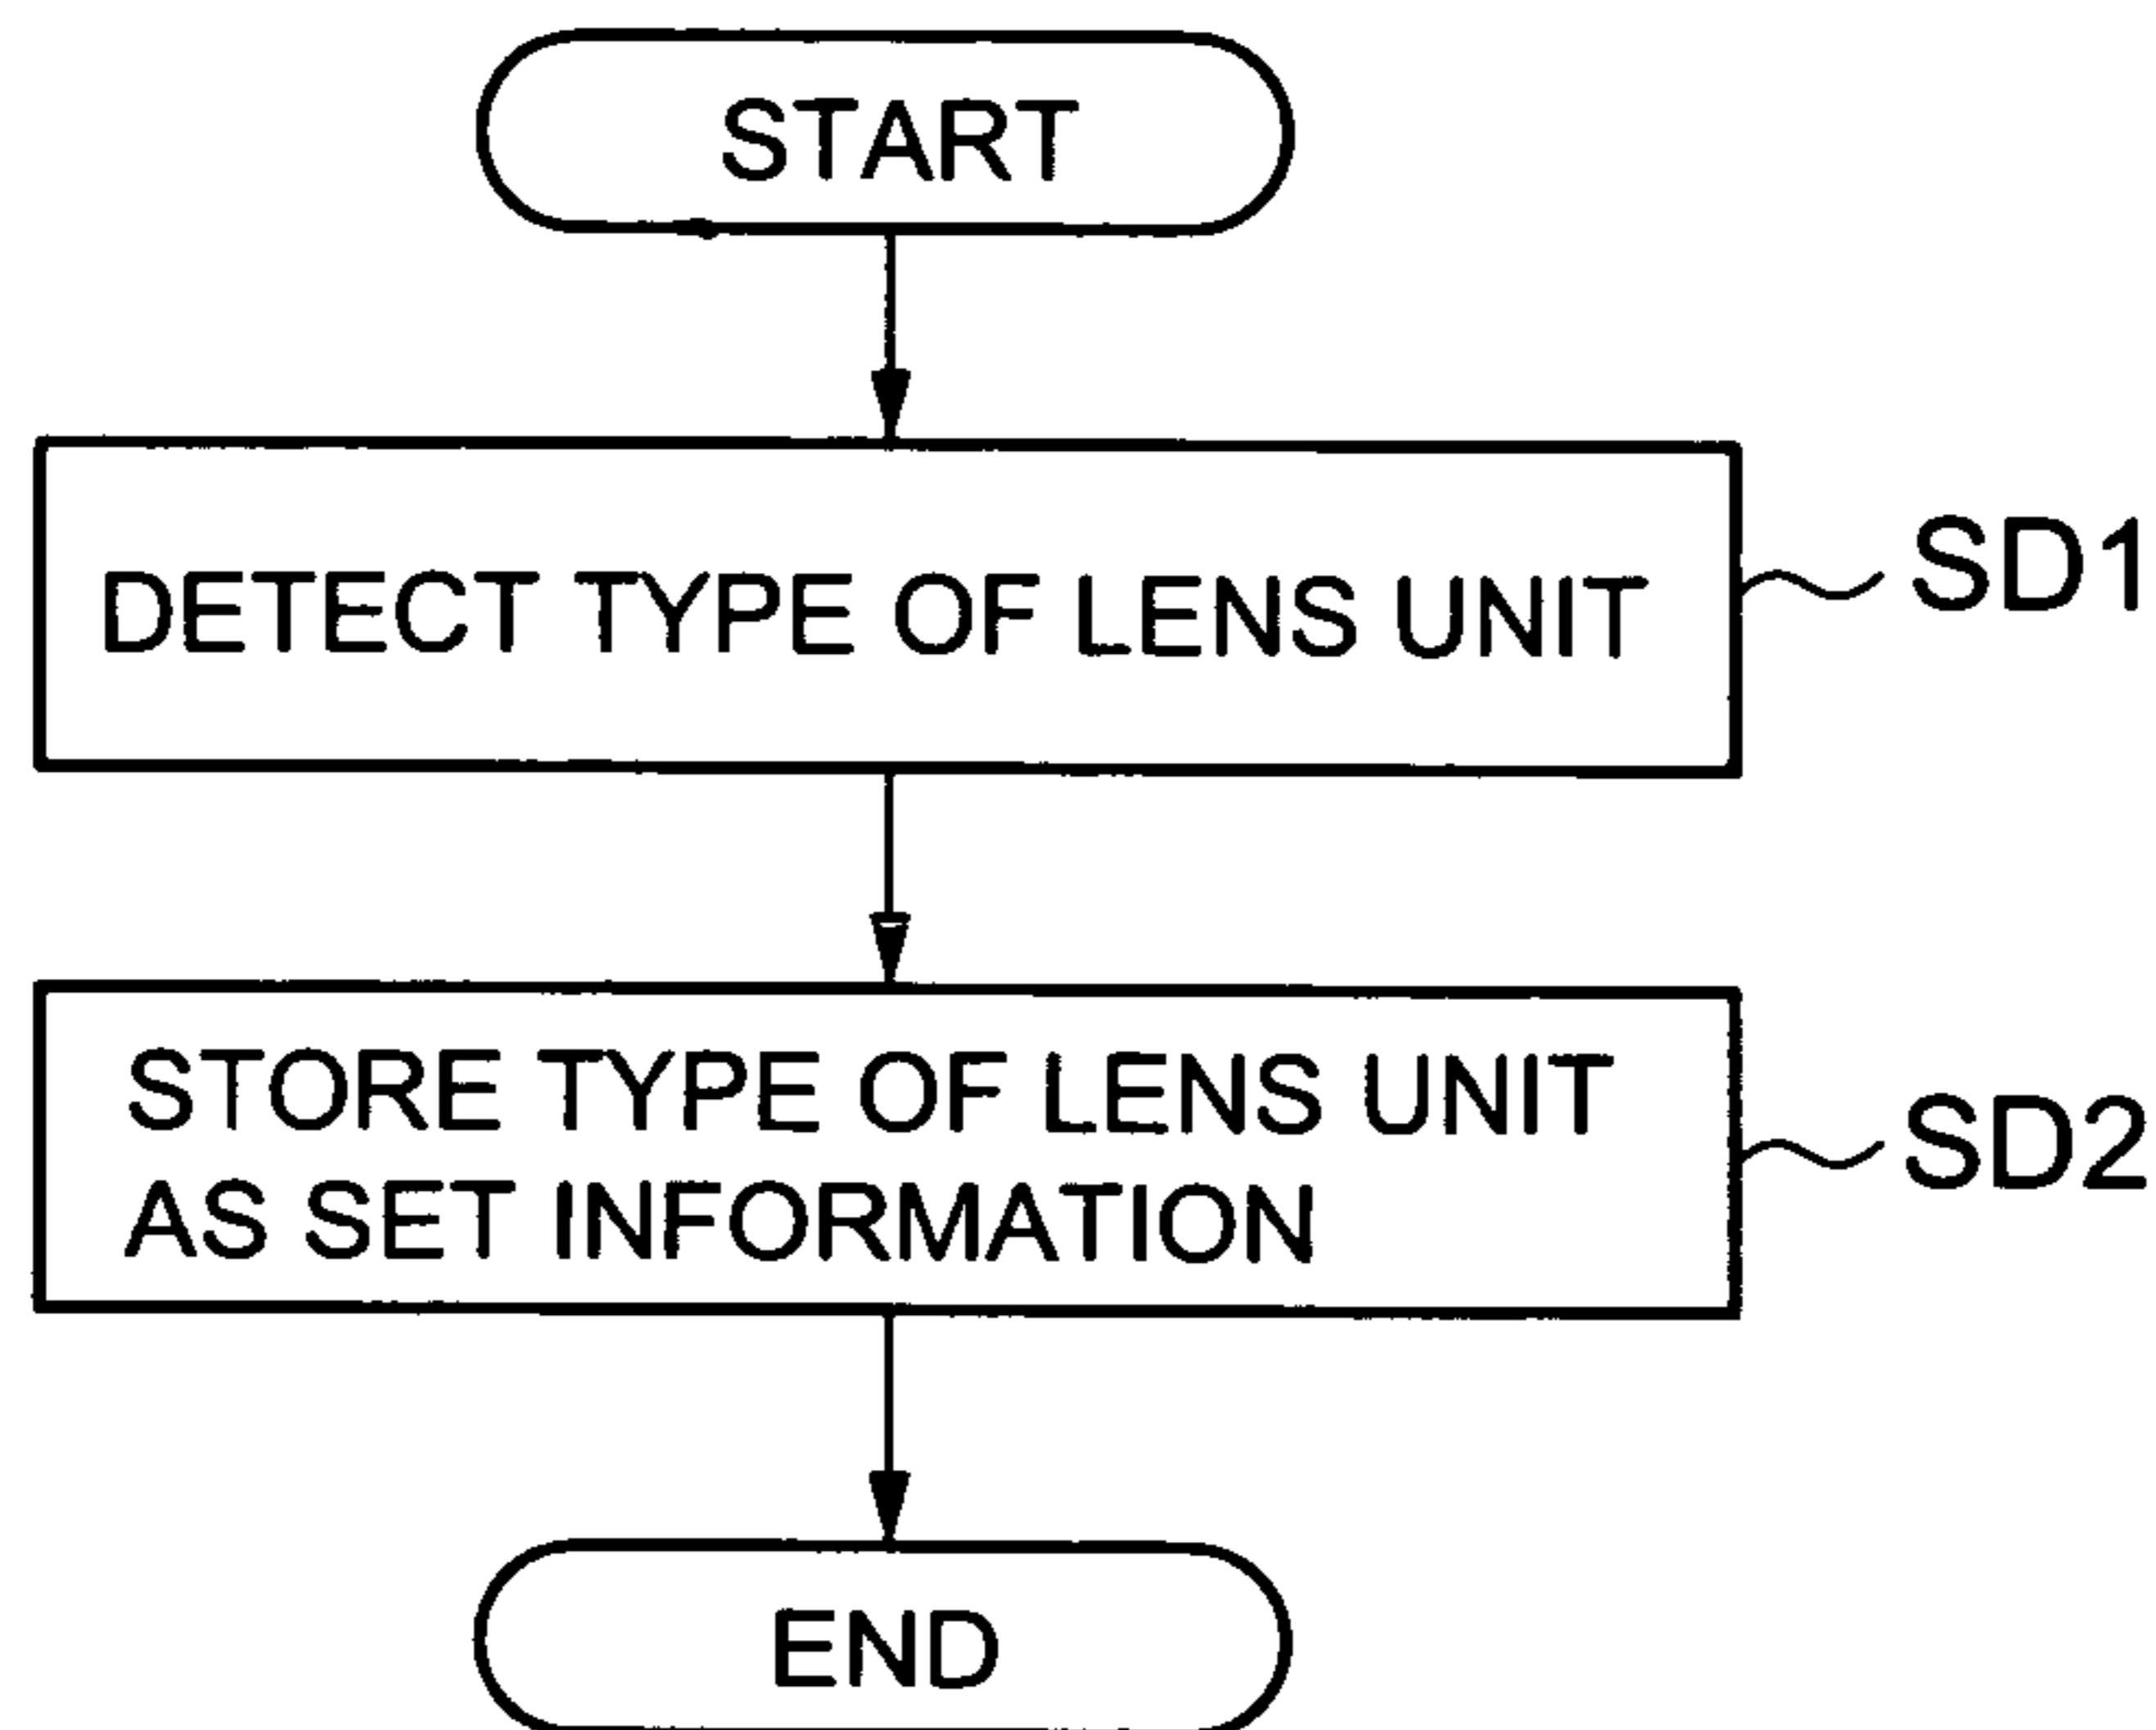 START
DETECT TYPE OF LENS UNIT
SD1
STORE TYPE OF LENS UNIT
AS SET INFORMATION
SD2
END